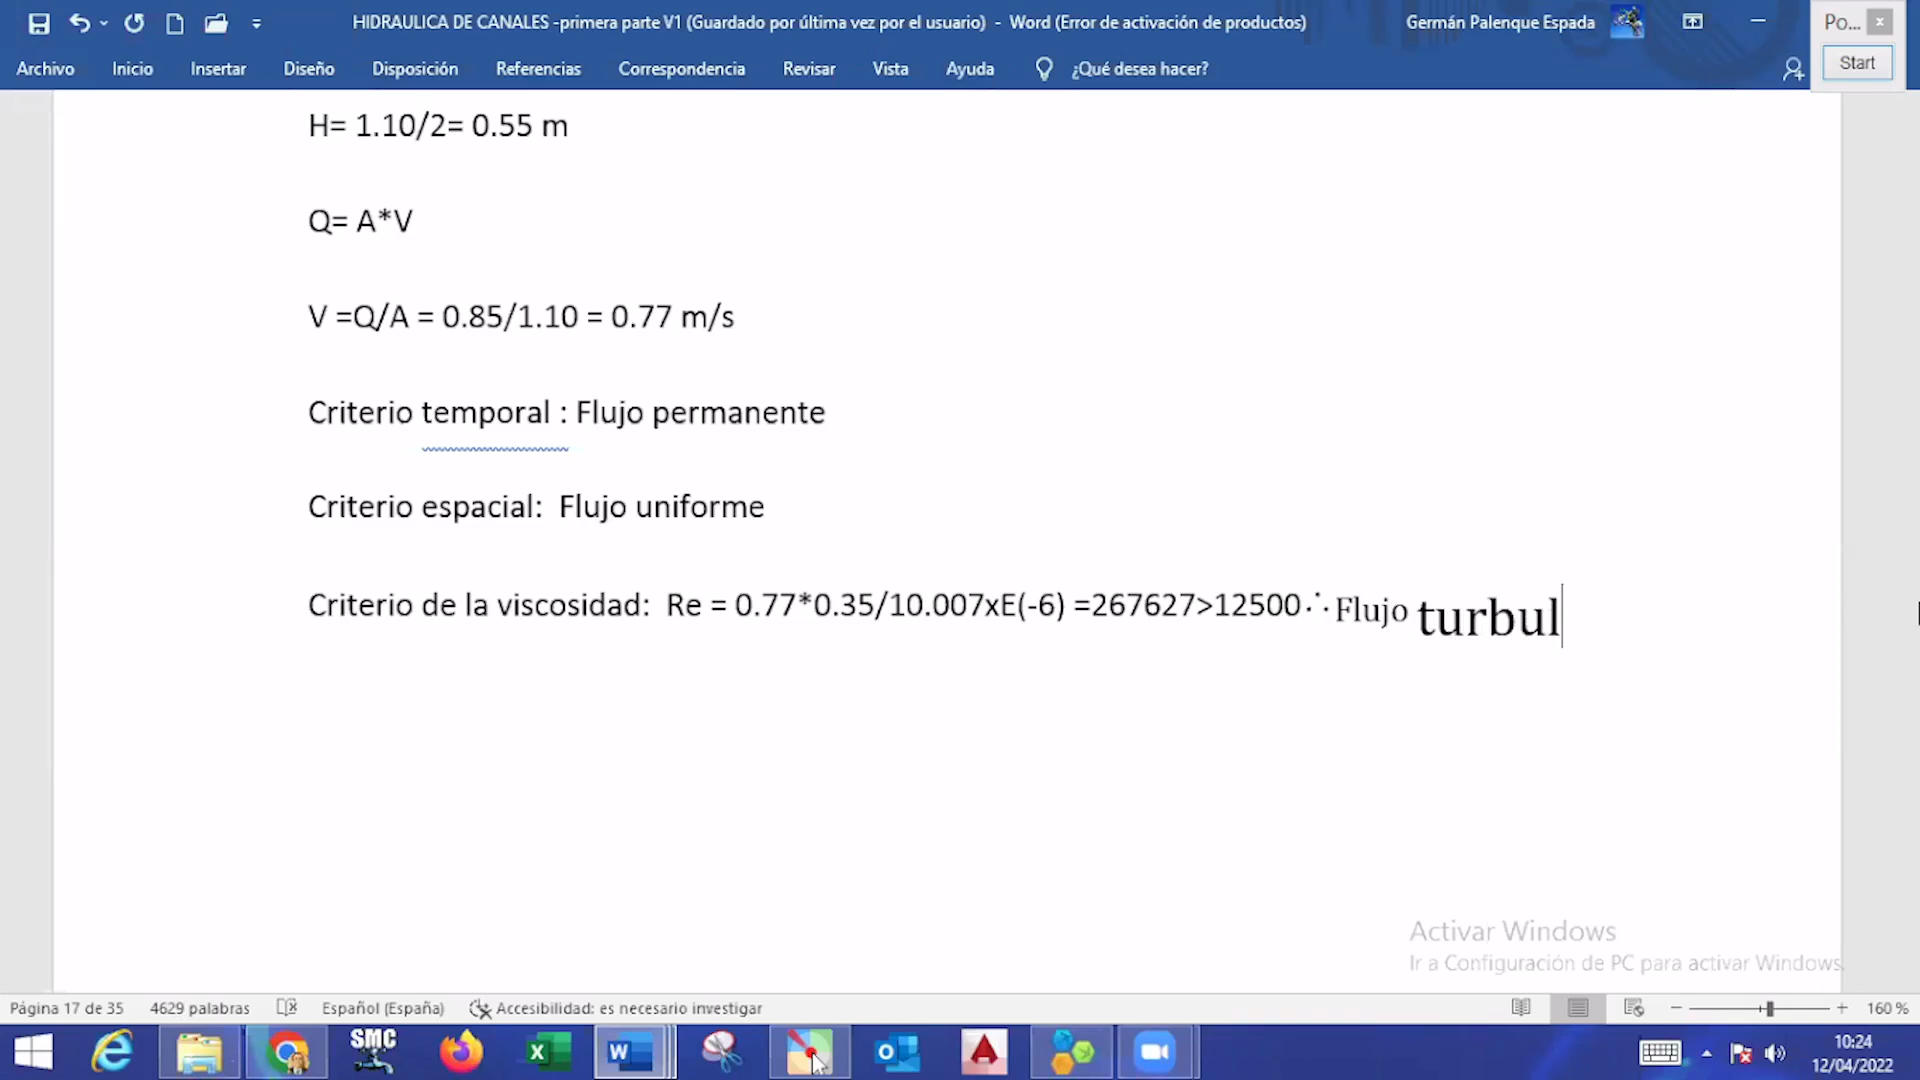 HIDRAULICA DE CANALES -primera parte V1 (Guardado por última vez por el usuario) - Word (Error de activación de productos)
Germán Palenque Espada
Po...
Start
Archivo Inicio Insertar Diseño Disposición Referencias Correspondencia Revisar Vista Ayuda ¿Qué desea hacer?
H= 1.10/2= 0.55 m
Q= A*V
V =Q/A = 0.85/1.10 = 0.77 m/s
Criterio temporal : Flujo permanente
Criterio espacial: Flujo uniforme
Criterio de la viscosidad: Re = 0.77*0.35/10.007xE(-6) =267627>12500∴Flujo turbul
Activar Windows
Ir a Configuración de PC para activar Windows.
Página 17 de 35 4629 palabras Español (España) Accesibilidad: es necesario investigar 160 %
SMC
10:24
12/04/2022